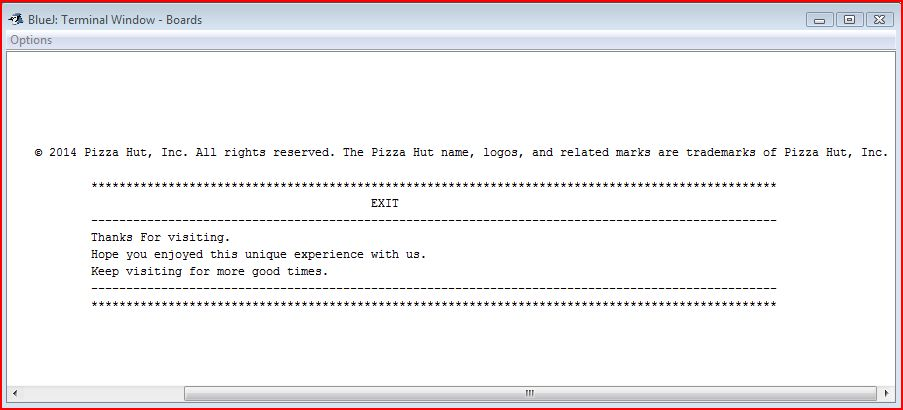 BlueJ: Terminal Window - Boards
Options
© 2014 Pizza Hut, Inc. All rights reserved. The Pizza Hut name, logos, and related marks are trademarks of Pizza Hut, Inc.
**************************************************************************************************
EXIT
--------------------------------------------------------------------------------------------------
Thanks For visiting.
Hope you enjoyed this unique experience with us.
Keep visiting for more good times.
--------------------------------------------------------------------------------------------------
**************************************************************************************************